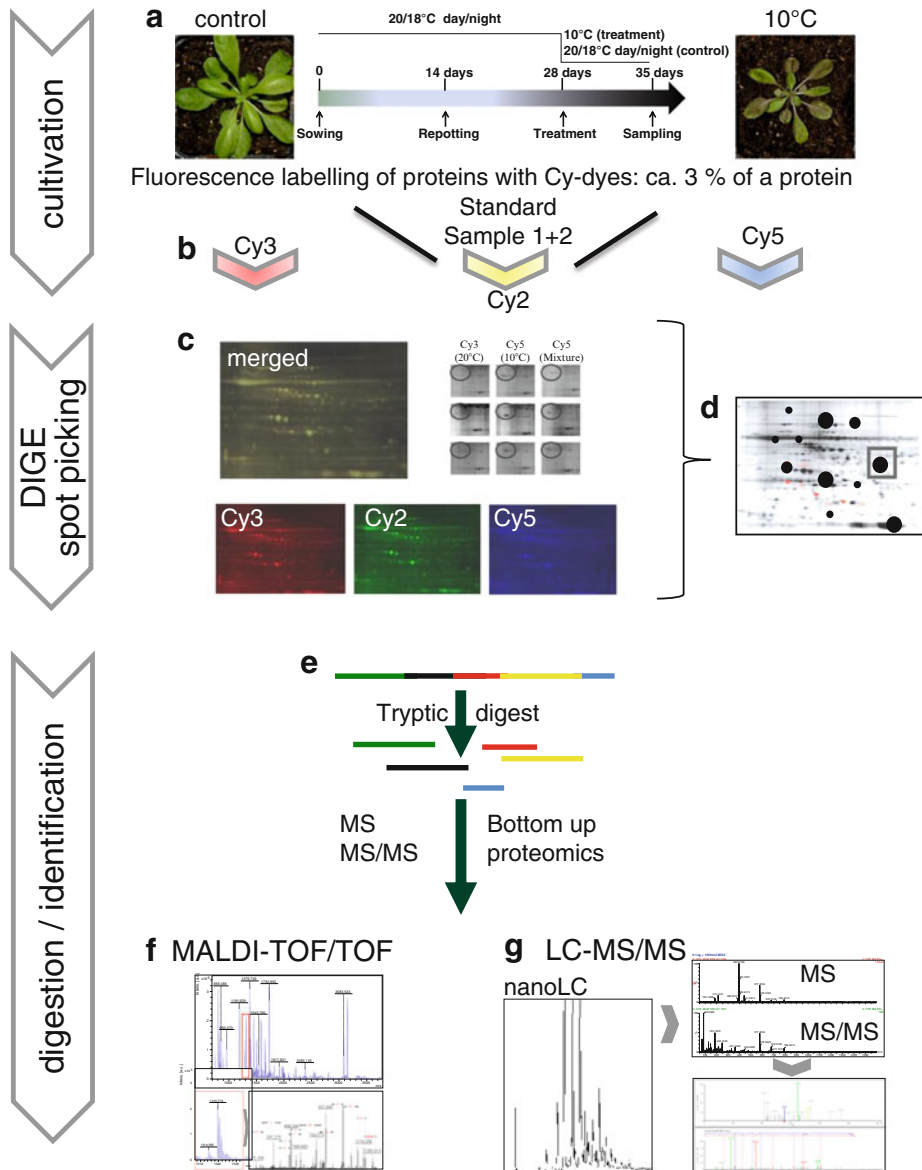 cultivation
a
control
20/18°C day/night
10°C (treatment)
20/18°C day/night (control)
10°C
0
14 days
28 days
35 days
Sowing
Repotting
Treatment
Sampling
Fluorescence labelling of proteins with Cy-dyes: ca. 3 % of a protein
Standard
Sample 1+2
b
Cy3
Cy2
Cy5
DIGE
spot picking
c
merged
Cy3
(20°C)
Cy5
(10°C)
Cy5
(Mixture)
Cy3
Cy2
Cy5
d
digestion / identification
e
Tryptic digest
MS
MS/MS
Bottom up
proteomics
f MALDI-TOF/TOF
g LC-MS/MS
nanoLC
MS
MS/MS